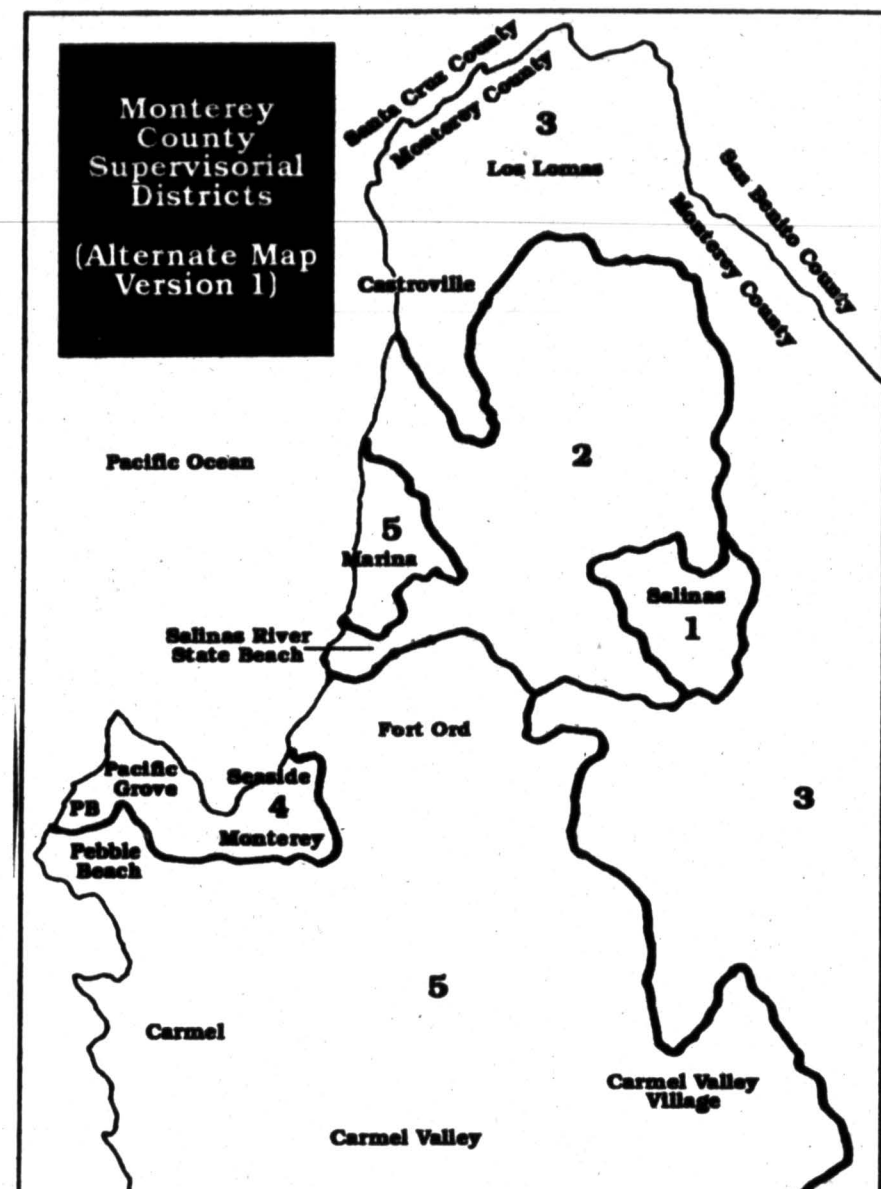 Monterey
County
Supervisorial
Districts
(Alternate Map
Version 1)
Santa Cruz County
Monterey County
3
Los Lomas
San Benito County
Monterey County
Castroville
Pacific Ocean
2
5
Marina
Salinas
1
Salinas River
State Beach
Fort Ord
Pacific
Grove
Seaside
PB
4
3
Monterey
Pebble
Beach
5
Carmel
Carmel Valley
Village
Carmel Valley